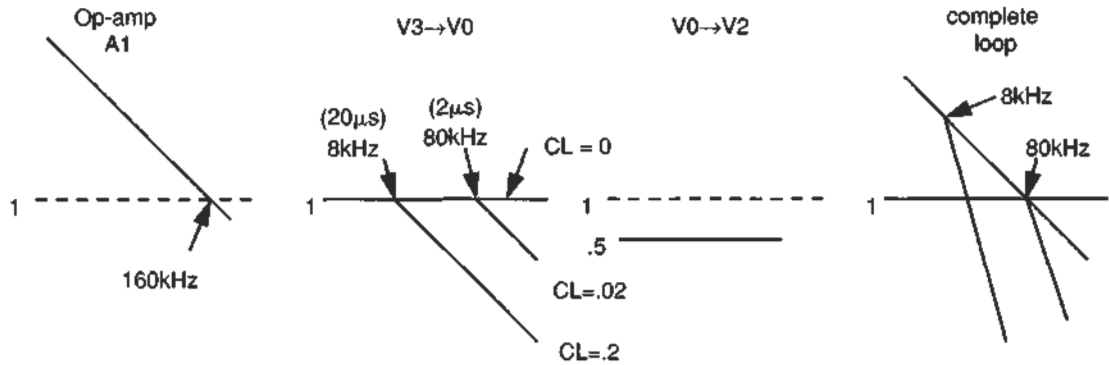 Op-amp
A1
V3→V0
V0→V2
complete
loop
(20μs)
8kHz
(2μs)
80kHz
CL = 0
8kHz
80kHz
1
1
1
1
.5
160kHz
CL=.02
CL=.2